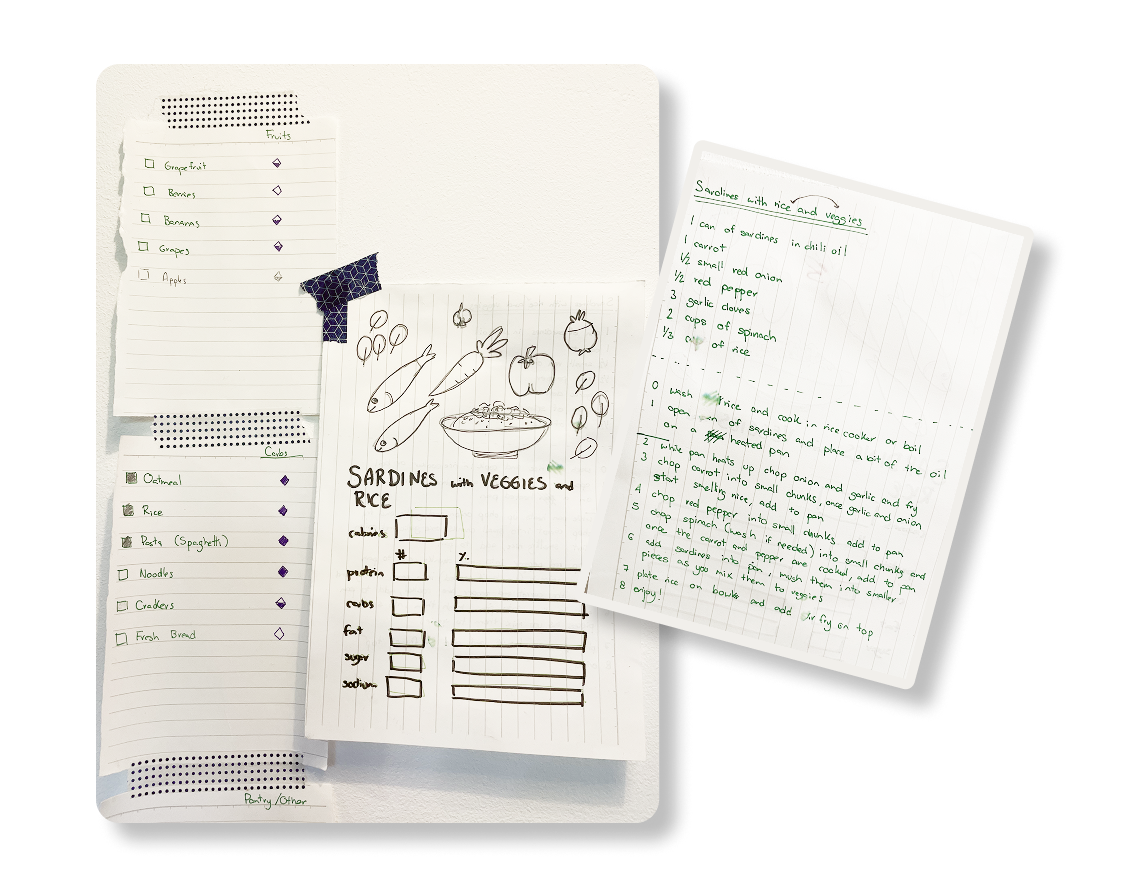 Fruits
Grapefruit
Berries
Bananas
Grapes
Apples
Carbs
Oatmeal
Rice
Pasta (Spaghetti)
Noodles
Crackers
Fresh Bread
Pantry/Other
SARDINES with VEGGIES and
RICE
calories
# %
protein
carbs
fat
sugar
sodium
Sardines with rice and veggies
1 can of sardines in chili oil
1 carrot
1/2 small red onion
1/2 red pepper
3 garlic cloves
2 cups of spinach
1/3 cup of rice
0 wash rice and cook in rice cooker or boil
1 open can of sardines and place a bit of the oil
on a heated pan
2 while pan heats up chop onion and garlic and fry
3 chop carrot into small chunks, once garlic and onion
start smelling nice, add to pan
4 chop red pepper into small chunks add to pan
5 chop spinach (wash if needed) into small chunks and
once the carrot and pepper are cooked, add to pan
6 add sardines into pan, mush them into smaller
pieces as you mix them to veggies
7 plate rice on bowls and add stir fry on top
8 enjoy!